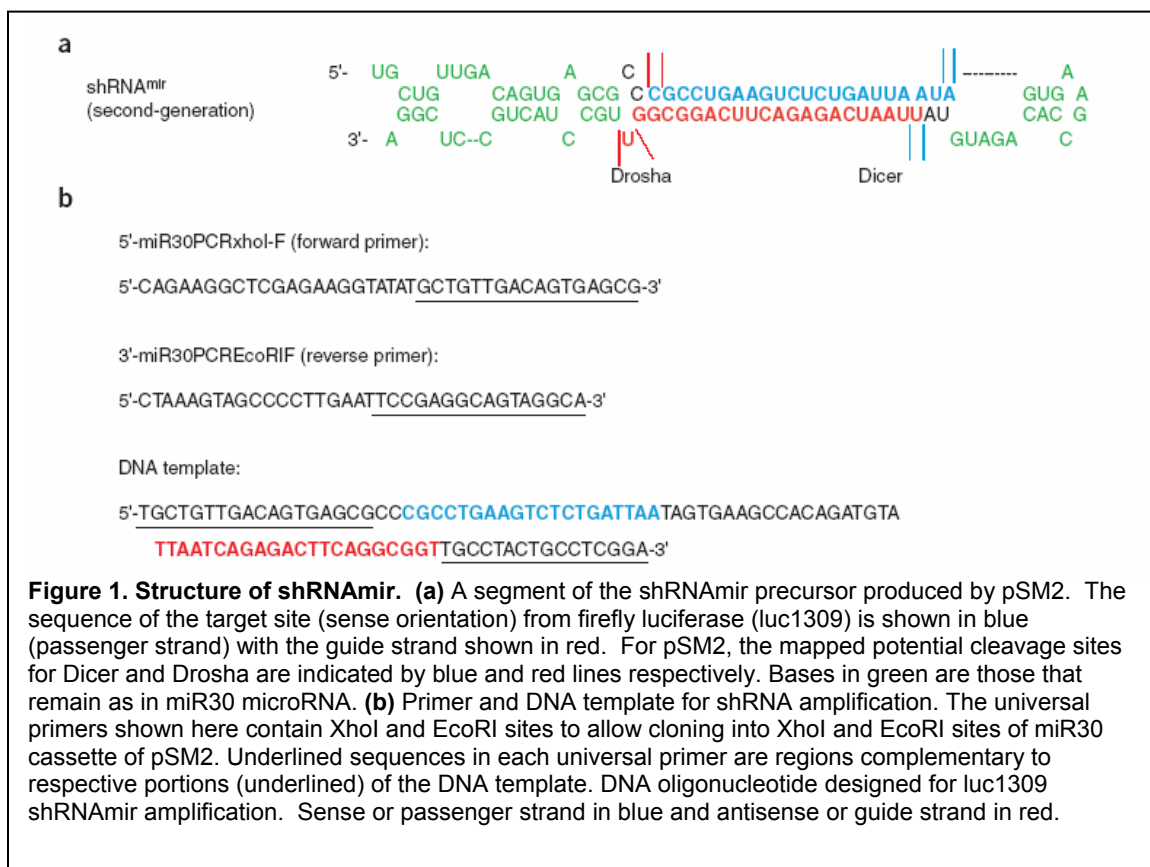 a
5'- UG UUGA A C
shRNAmir CUG CAGUG GCG C CGCCUGAAGUCUCUGAUUA AUA ---------- GUG A A
(second-generation) GGC GUCAU CGU GGCGGACUUCAGAGACUAAUUAU CAC G
3'- A UC--C C U GUAGA C
Drosha Dicer
b
5'-miR30PCRxhoI-F (forward primer):
5'-CAGAAGGCTCGAGAAGGTATATGCTGTTGACAGTGAGCG-3'
3'-miR30PCREcoRIF (reverse primer):
5'-CTAAAGTAGCCCCTTGAATTCCGAGGCAGTAGGCA-3'
DNA template:
5'-TGCTGTTGACAGTGAGCGCCCGCCTGAAGTCTCTGATTAATAGTGAAGCCACAGATGTA
TTAATCAGAGACTTCAGGCGGTTGCCTACTGCCTCGGA-3'
Figure 1. Structure of shRNAmir. (a) A segment of the shRNAmir precursor produced by pSM2. The
sequence of the target site (sense orientation) from firefly luciferase (luc1309) is shown in blue
(passenger strand) with the guide strand shown in red. For pSM2, the mapped potential cleavage sites
for Dicer and Drosha are indicated by blue and red lines respectively. Bases in green are those that
remain as in miR30 microRNA. (b) Primer and DNA template for shRNA amplification. The universal
primers shown here contain XhoI and EcoRI sites to allow cloning into XhoI and EcoRI sites of miR30
cassette of pSM2. Underlined sequences in each universal primer are regions complementary to
respective portions (underlined) of the DNA template. DNA oligonucleotide designed for luc1309
shRNAmir amplification. Sense or passenger strand in blue and antisense or guide strand in red.